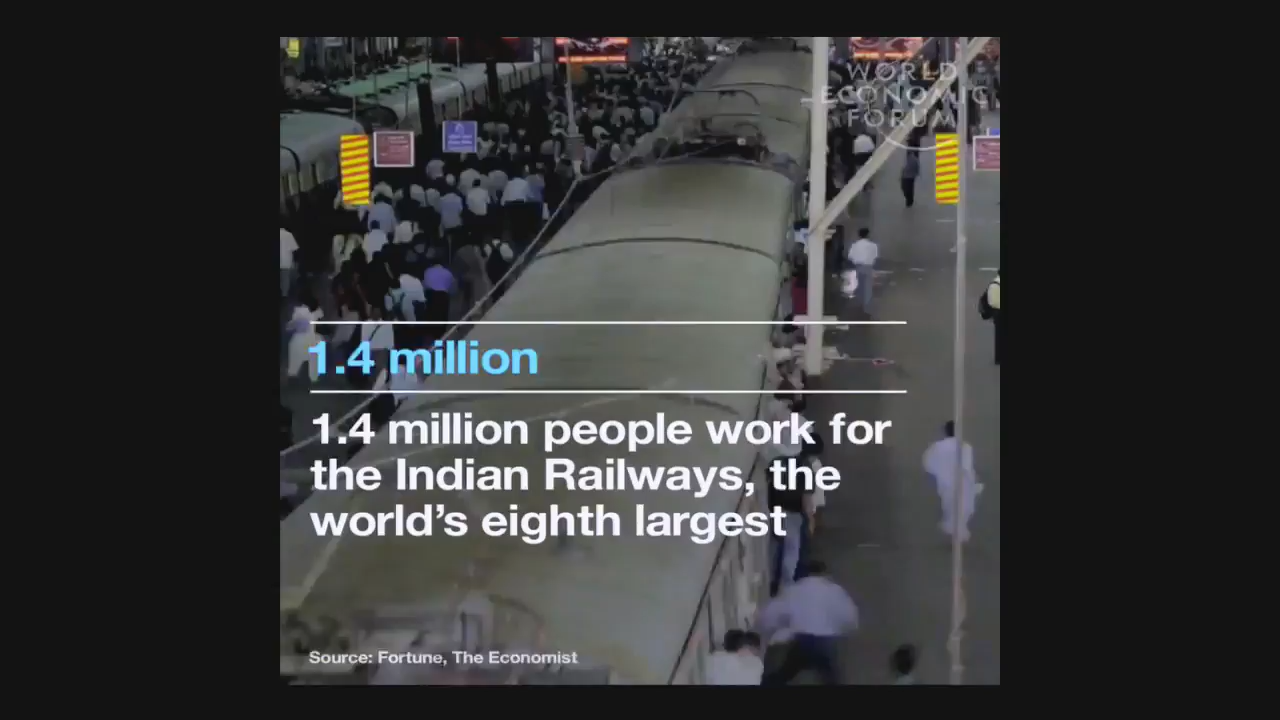 WORLD
ECONOMIC
FORUM
1.4 million
1.4 million people work for
the Indian Railways, the
world's eighth largest
Source: Fortune, The Economist